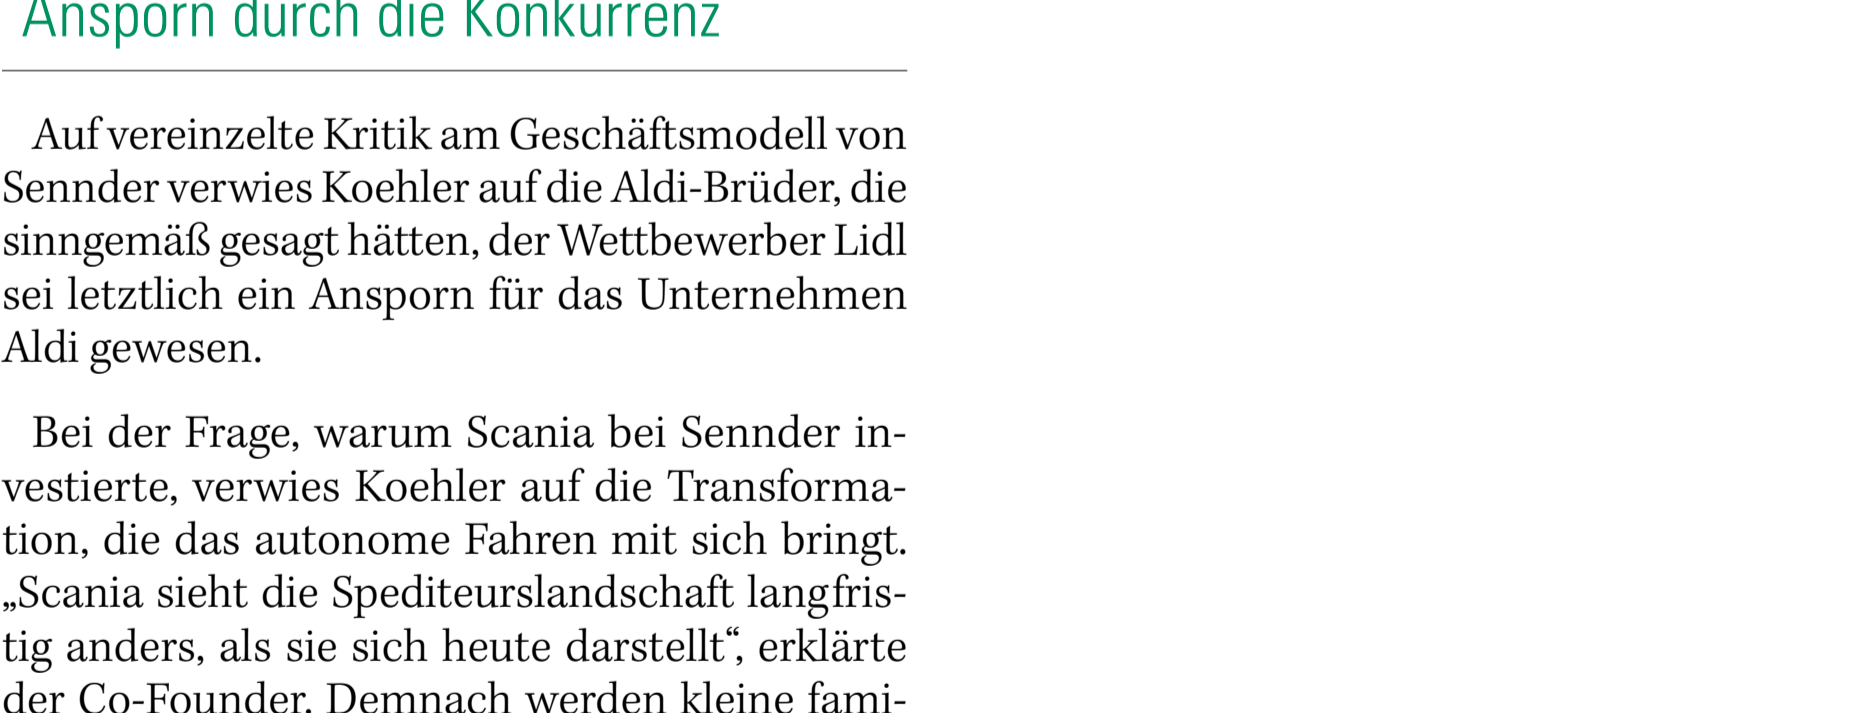 Ansporn durch die Konkurrenz
Auf vereinzelte Kritik am Geschäftsmodell von
Sennder verwies Koehler auf die Aldi-Brüder, die
sinngemäß gesagt hätten, der Wettbewerber Lidl
sei letztlich ein Ansporn für das Unternehmen
Aldi gewesen.
Bei der Frage, warum Scania bei Sennder in-
vestierte, verwies Koehler auf die Transforma-
tion, die das autonome Fahren mit sich bringt.
„Scania sieht die Spediteurslandschaft langfris-
tig anders, als sie sich heute darstellt“, erklärte
der Co-Founder. Demnach werden kleine fami-